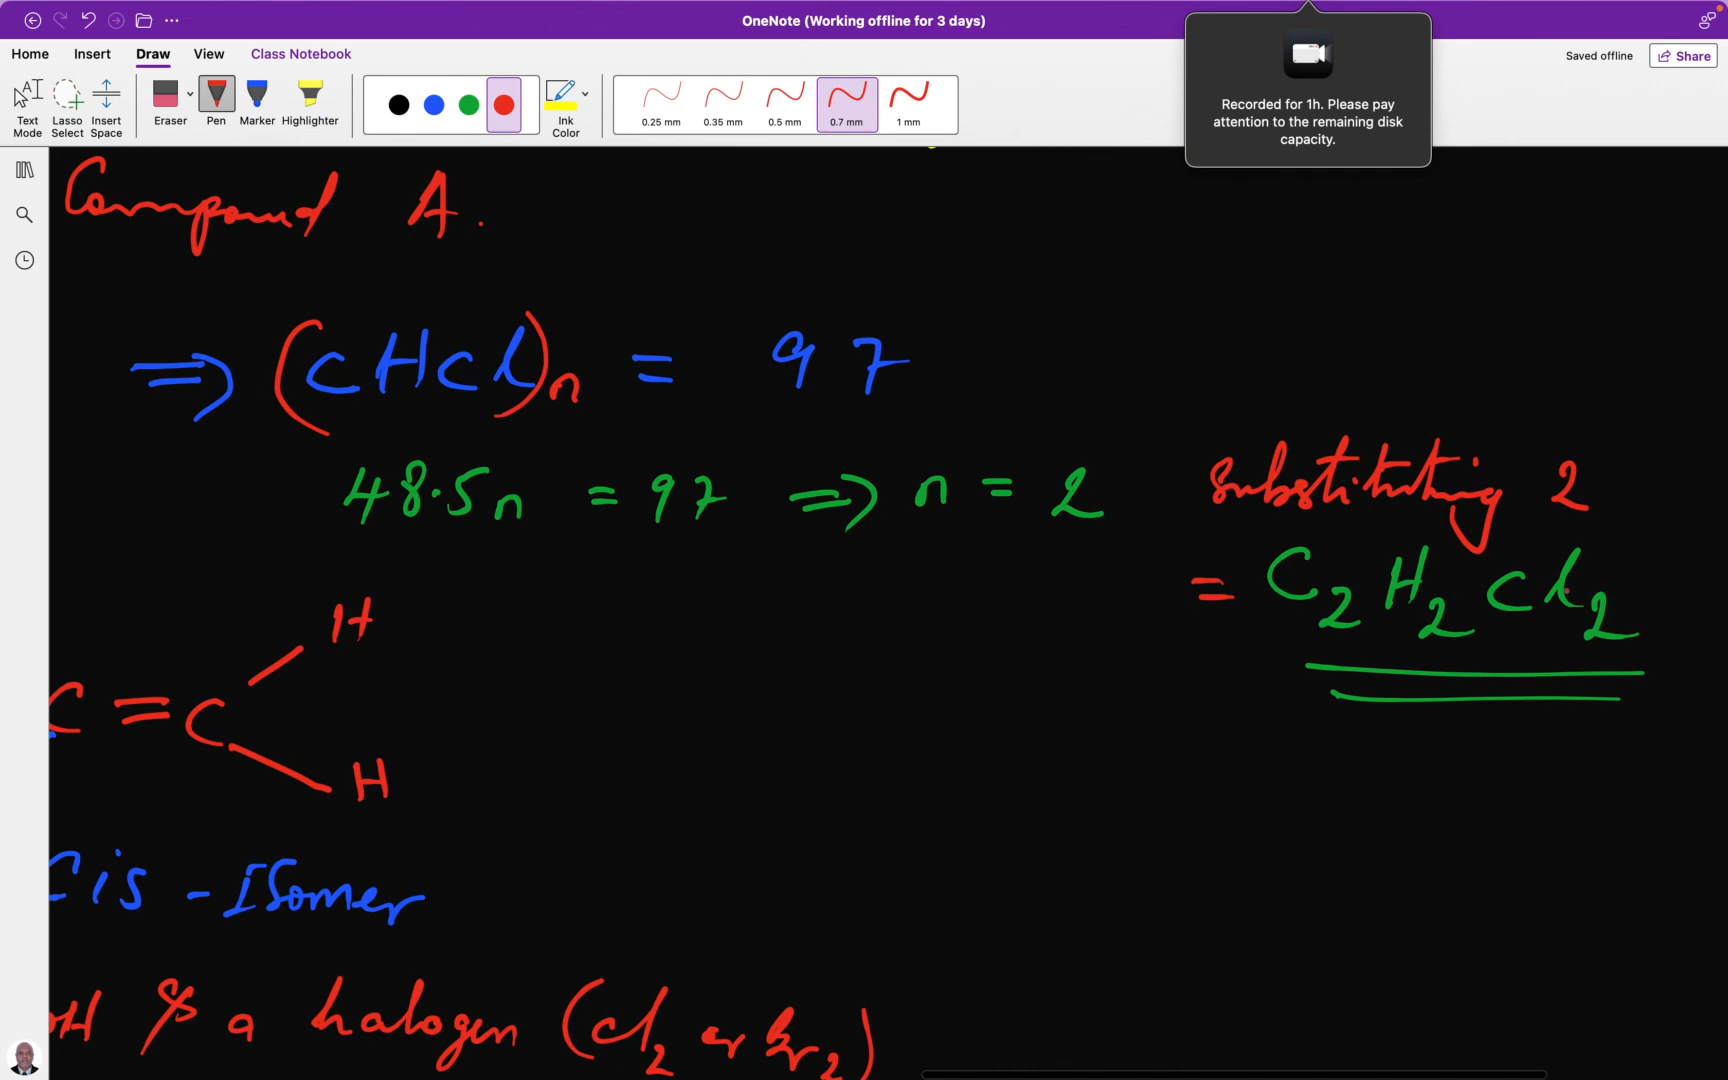 OneNote (Working offline for 3 days)
Home Insert Draw View Class Notebook
Saved offline Share
Text Mode
Lasso Select
Insert Space
Eraser
Pen
Marker
Highlighter
Ink Color
0.25 mm 0.35 mm 0.5 mm 0.7 mm 1 mm
Recorded for 1h. Please pay
attention to the remaining disk
capacity.
Compound A.
⇒ (CHCl)n = 97
48.5n = 97 ⇒ n = 2
substituting 2
= C₂H₂Cl₂
H
C = C
H
Cis - Isomer
a halogen (Cl₂ or Br₂)